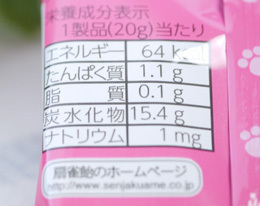 栄養成分表示
1製品(20g)当たり
エネルギー 64 kcal
たんぱく質 1.1 g
脂質 0.1 g
炭水化物 15.4 g
ナトリウム 1 mg
扇雀飴のホームページ
http://www.senjakuame.co.jp